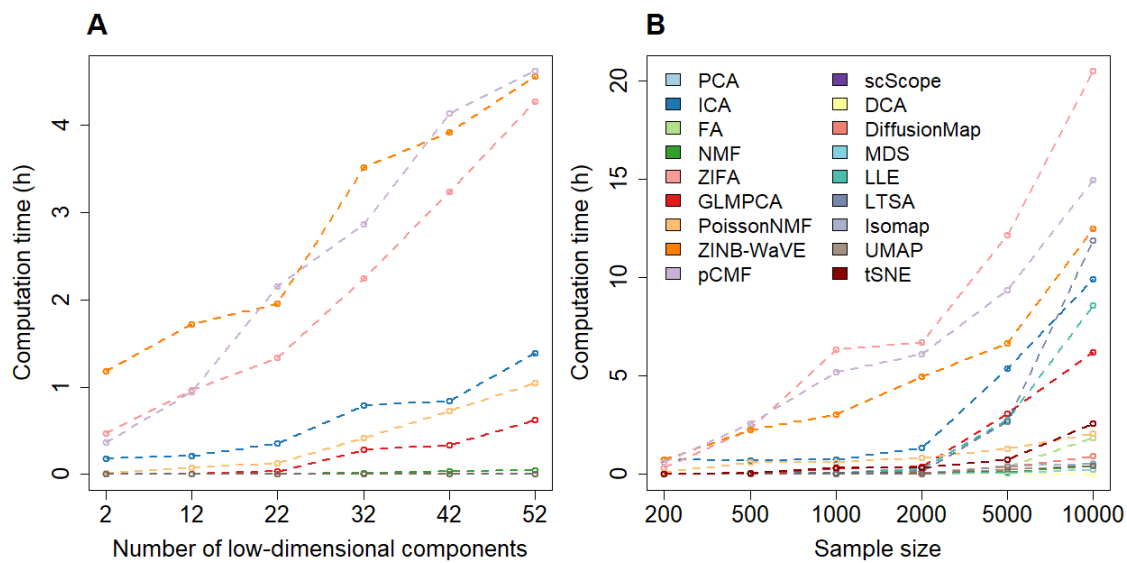 A
Computation time (h)
0
1
2
3
4
2
12
22
32
42
52
Number of low-dimensional components
B
Computation time (h)
0
5
10
15
20
PCA
ICA
FA
NMF
ZIFA
GLMPCA
PoissonNMF
ZINB-WaVE
pCMF
scScope
DCA
DiffusionMap
MDS
LLE
LTSA
Isomap
UMAP
tSNE
200
500
1000
2000
5000
10000
Sample size